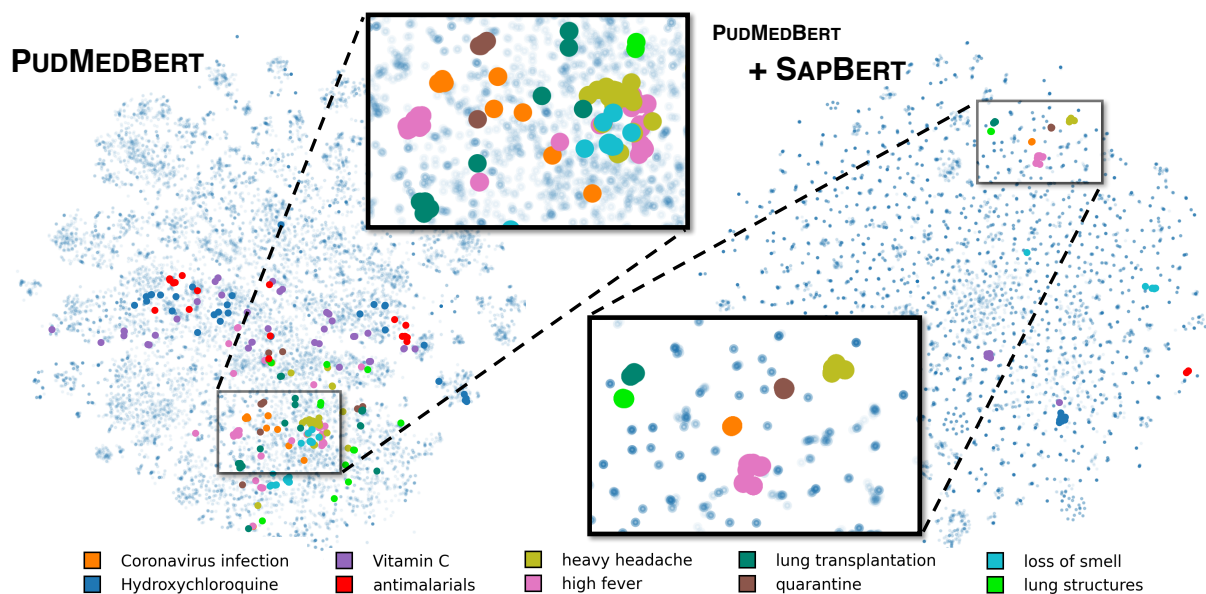 PUDMEDBERT
PUDMEDBERT
+ SAPBERT
Coronavirus infection
Vitamin C
heavy headache
lung transplantation
loss of smell
Hydroxychloroquine
antimalarials
high fever
quarantine
lung structures